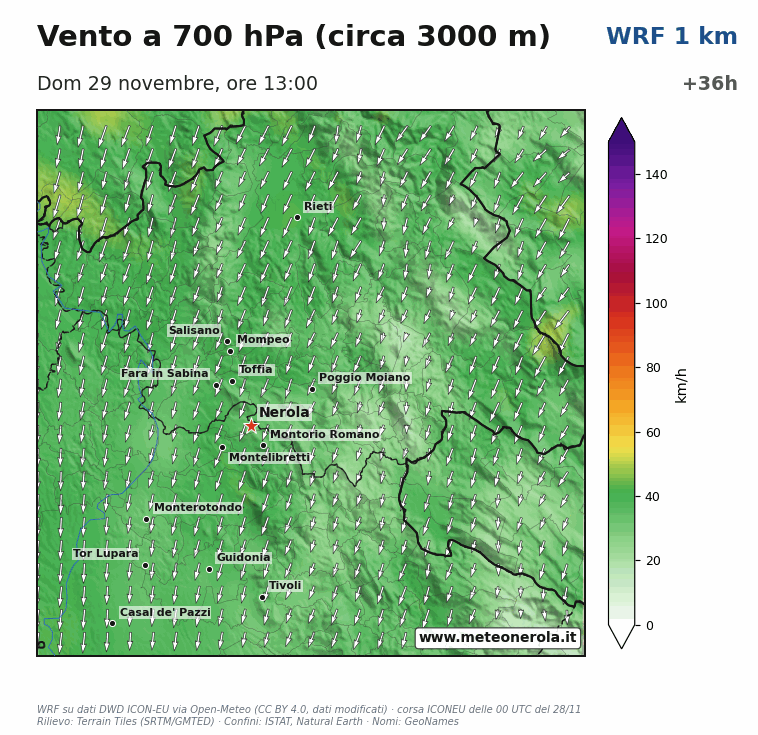 Vento a 700 hPa (circa 3000 m)
WRF 1 km
Dom 29 novembre, ore 13:00
+36h
Rieti
Salisano
Mompeo
Fara in Sabina
Toffia
Poggio Moiano
Nerola
Montorio Romano
Montelibretti
Monterotondo
Tor Lupara
Guidonia
Tivoli
Casal de' Pazzi
www.meteonerola.it
140
120
100
80
60
40
20
0
km/h
WRF su dati DWD ICON-EU via Open-Meteo (CC BY 4.0, dati modificati) · corsa ICONEU delle 00 UTC del 28/11
Rilievo: Terrain Tiles (SRTM/GMTED) · Confini: ISTAT, Natural Earth · Nomi: GeoNames